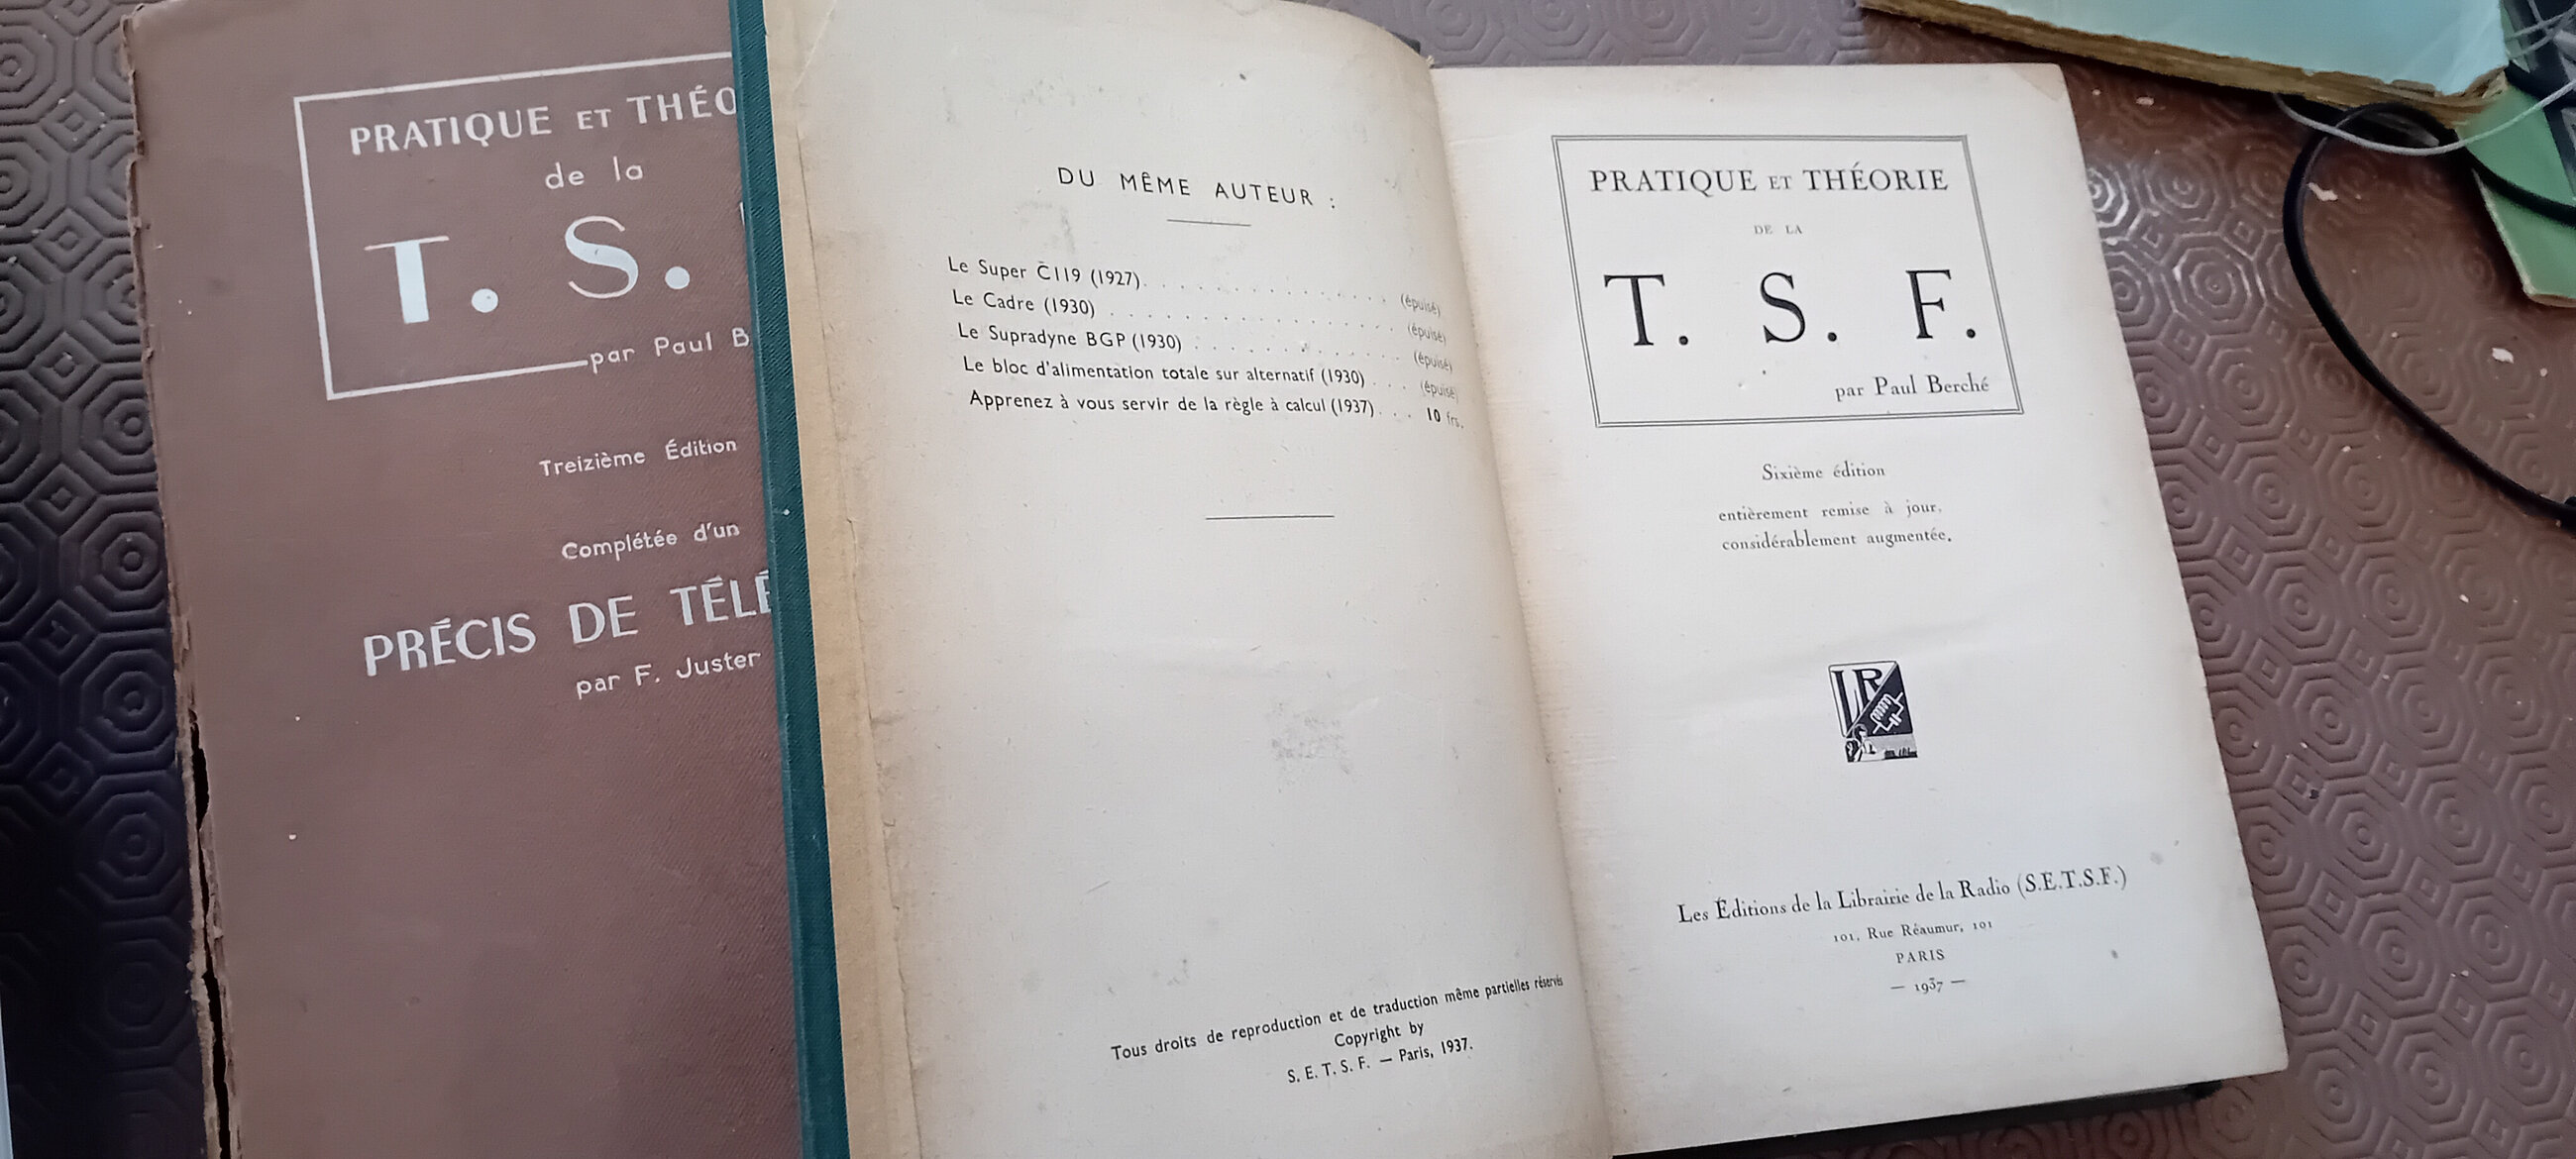 PRATIQUE ET THÉO
de la
T. S.
par Paul B
Treizième Édition
Complétée d'un
PRÉCIS DE TÉLÉ
par F. Juster
DU MÊME AUTEUR :
Le Super C119 (1927) . . . . . . . . . . . . . . (épuisé)
Le Cadre (1930) . . . . . . . . . . . . . . . . (épuisé)
Le Supradyne BGP (1930) . . . . . . . . . . . . (épuisé)
Le bloc d'alimentation totale sur alternatif (1930) . . . (épuisé)
Apprenez à vous servir de la règle à calcul (1937) . . . 10 frs.
Tous droits de reproduction et de traduction même partielles réservés
Copyright by
S. E. T. S. F. — Paris, 1937.
PRATIQUE ET THÉORIE
DE LA
T. S. F.
par Paul Berché
Sixième édition
entièrement remise à jour,
considérablement augmentée.
LR
Les Éditions de la Librairie de la Radio (S.E.T.S.F.)
101, Rue Réaumur, 101
PARIS
— 1937 —